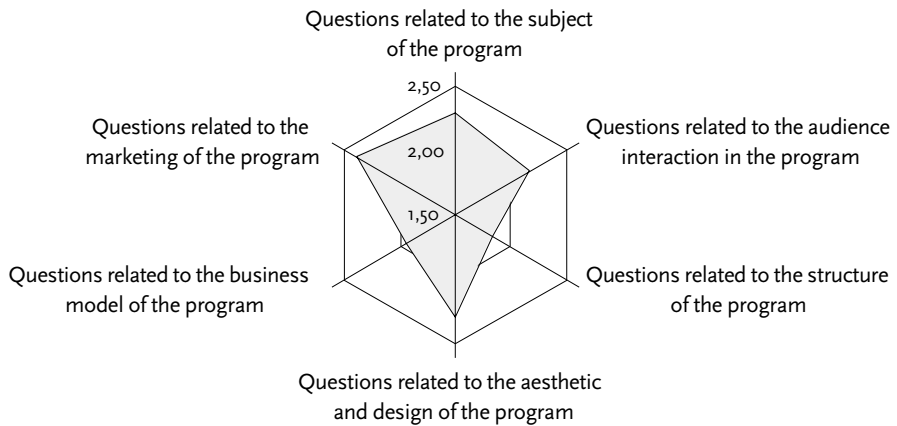 Questions related to the subject
of the program
2,50
Questions related to the
marketing of the program
Questions related to the audience
interaction in the program
2,00
1,50
Questions related to the business
model of the program
Questions related to the structure
of the program
Questions related to the aesthetic
and design of the program